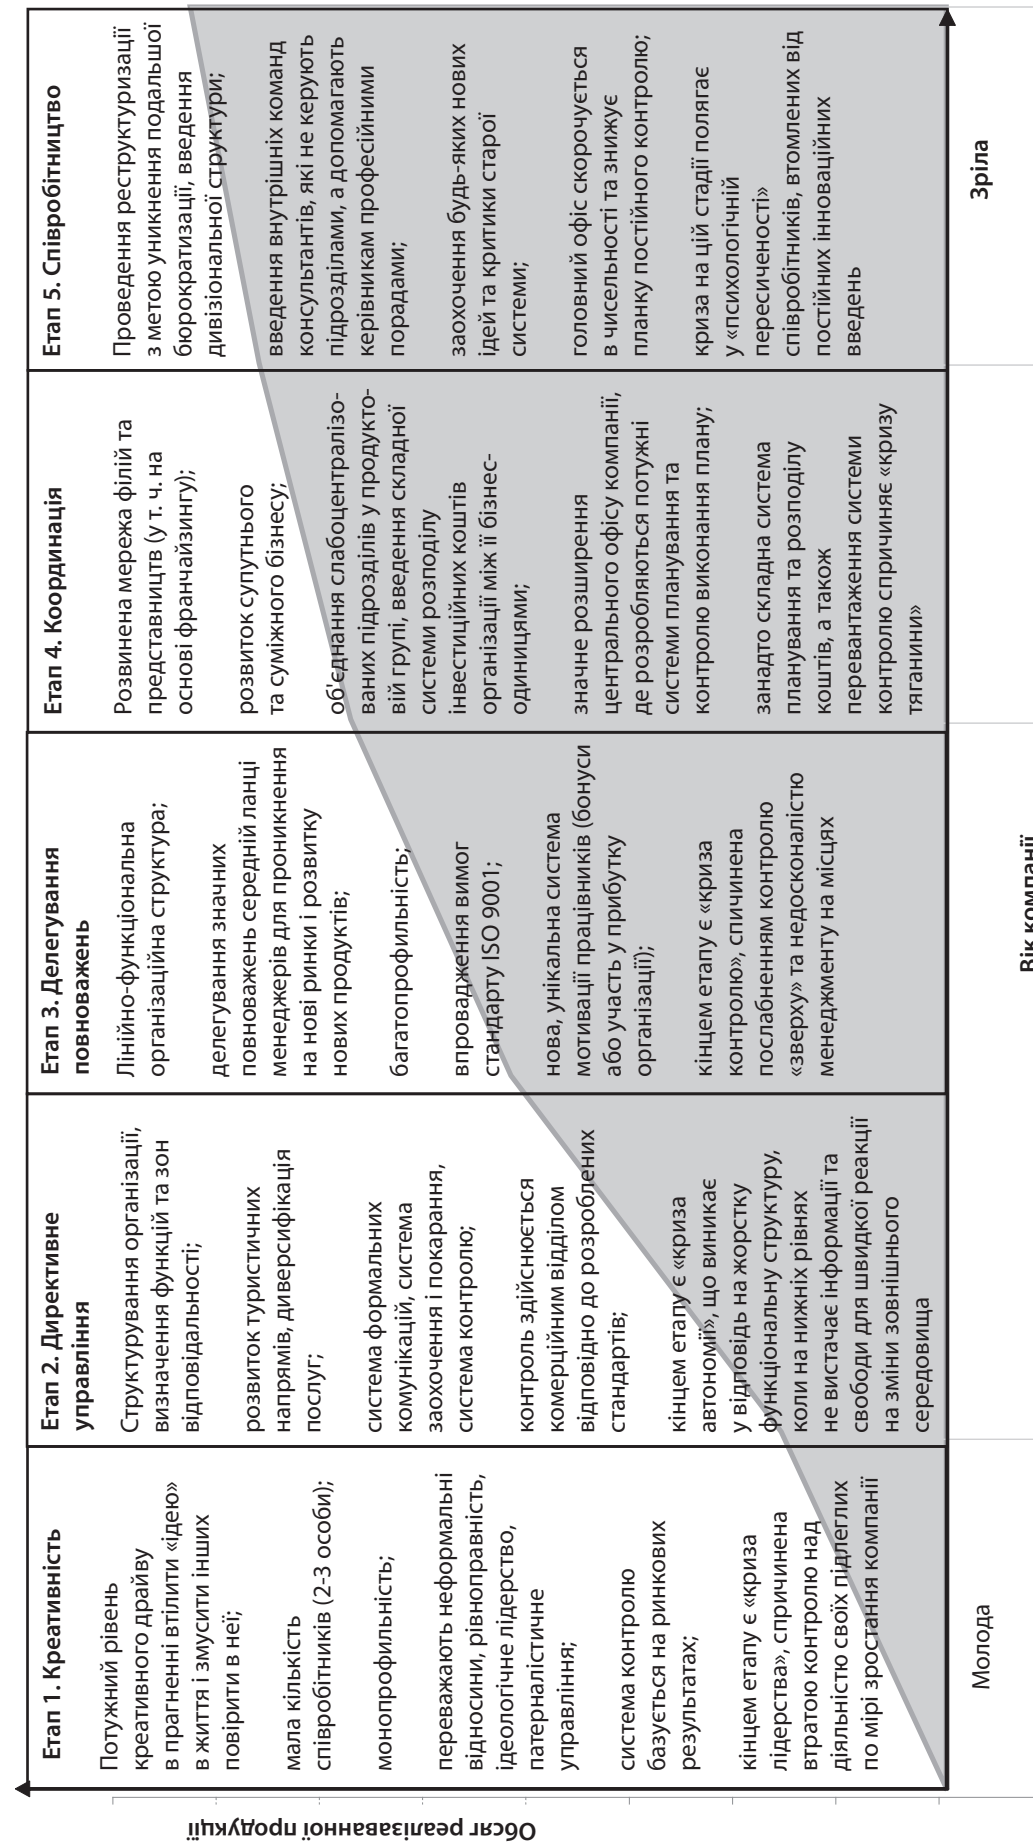 Обсяг реалізованної продукції
Етап 1. Креативність
Потужний рівень
креативного драйву
в прагненні втілити «ідею»
в життя і змусити інших
повірити в неї;
мала кількість
співробітників (2-3 особи);
монопрофильність;
переважають неформальні
відносини, рівноправність,
ідеологічне лідерство,
патерналістичне
управління;
система контролю
базується на ринкових
результатах;
кінцем етапу є «криза
лідерства», спричинена
втратою контролю над
діяльністю своїх підлеглих
по мірі зростання компанії
Етап 2. Директивне
управління
Структурування організації,
визначення функцій та зон
відповідальності;
розвиток туристичних
напрямів, диверсифікація
послуг;
система формальних
комунікацій, система
заохочення і покарання,
система контролю;
контроль здійснюється
комерційним відділом
відповідно до розроблених
стандартів;
кінцем етапу є «криза
автономії», що виникає
у відповідь на жорстку
функціональну структуру,
коли на нижніх рівнях
не вистачає інформації та
свободи для швидкої реакції
на зміни зовнішнього
середовища
Етап 3. Делегування
повноважень
Лінійно-функціональна
організаційна структура;
делегування значних
повноважень середній ланці
менеджерів для проникнення
на нові ринки і розвитку
нових продуктів;
багатопрофильність;
впровадження вимог
стандарту ISO 9001;
нова, унікальна система
мотивації працівників (бонуси
або участь у прибутку
організації);
кінцем етапу є «криза
контролю», спичинена
послабленням контролю
«зверху» та недосконалістю
менеджменту на місцях
Етап 4. Координація
Розвинена мережа філій та
представництв (у т. ч. на
основі франчайзингу);
розвиток супутнього
та суміжного бізнесу;
об'єднання слабоцентралізо-
ваних підрозділів у продукто-
вій групі, введення складної
системи розподілу
інвестиційних коштів
організації між її бізнес-
одиницями;
значне розширення
центрального офісу компанії,
де розробляються потужні
системи планування та
контролю виконання плану;
занадто складна система
планування та розподілу
коштів, а також
перевантаження системи
контролю спричиняє «кризу
тяганини»
Етап 5. Співробітництво
Проведення реструктуризації
з метою уникнення подальшої
бюрократизації, введення
дивізіональної структури;
введення внутрішніх команд
консультантів, які не керують
підрозділами, а допомагають
керівникам професійними
порадами;
заохочення будь-яких нових
ідей та критики старої
системи;
головний офіс скорочується
в чисельності та знижує
планку постійного контролю;
криза на цій стадії полягає
у «психологічній
пересиченості»
співробітників, втомлених від
постійних інноваційних
введень
Молода
Зріла
Вік компанії